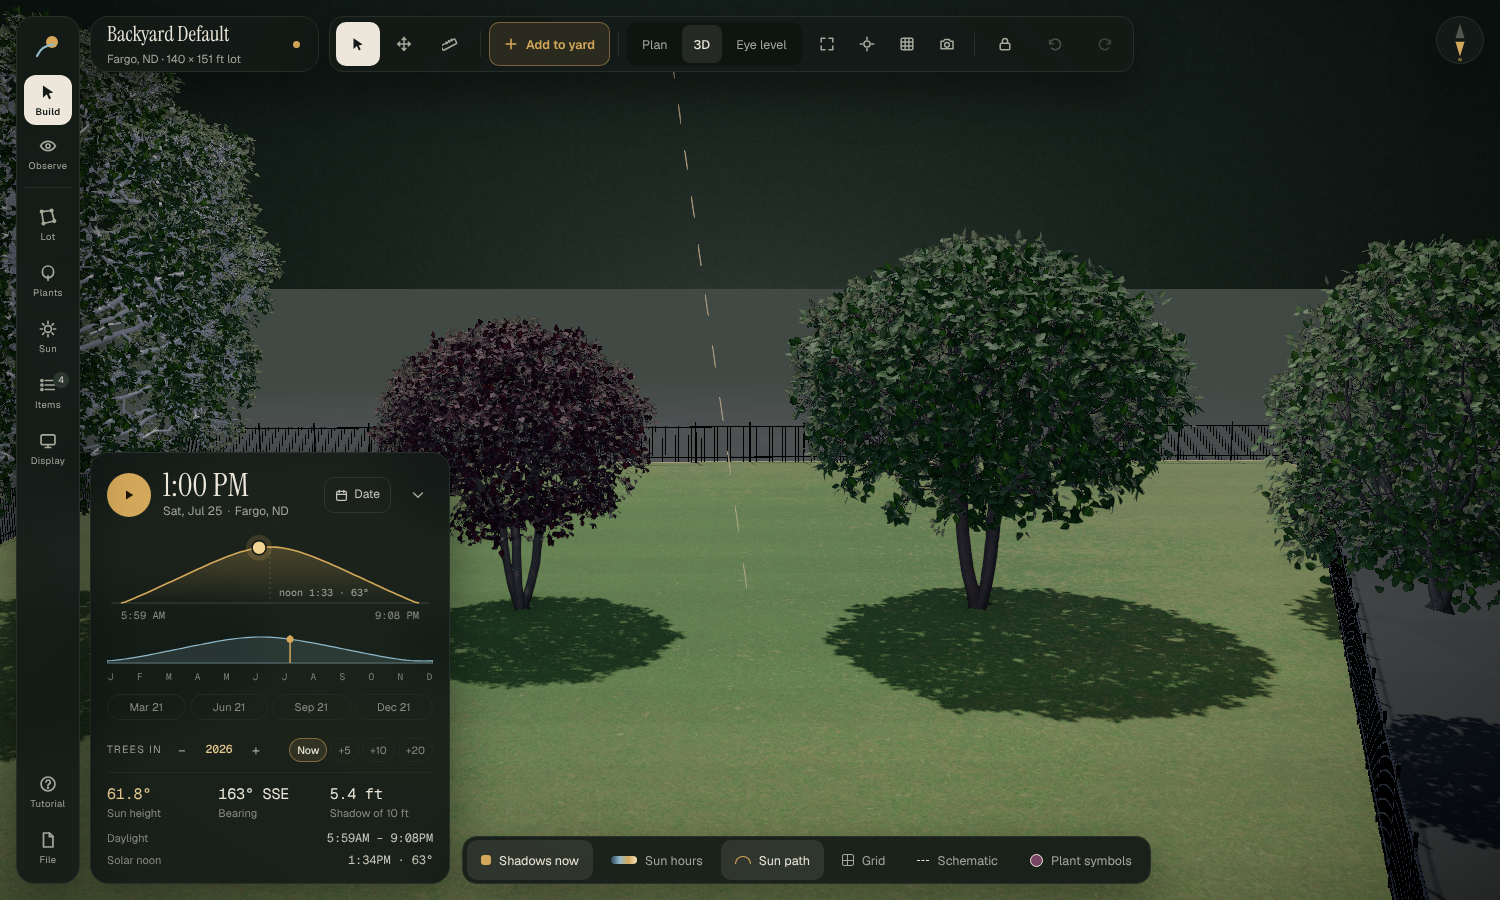 Backyard Default
Fargo, ND · 140 × 151 ft lot
Add to yard
Plan
3D
Eye level
N
Build
Observe
Lot
Plants
Sun
4
Items
Display
Tutorial
File
1:00 PM
Sat, Jul 25 · Fargo, ND
Date
noon 1:33 · 63°
5:59 AM
9:08 PM
J F M A M J J A S O N D
Mar 21
Jun 21
Sep 21
Dec 21
TREES IN − 2026 +
Now
+5
+10
+20
61.8° 163° SSE 5.4 ft
Sun height Bearing Shadow of 10 ft
Daylight 5:59AM – 9:08PM
Solar noon 1:34PM · 63°
Shadows now
Sun hours
Sun path
Grid
Schematic
Plant symbols